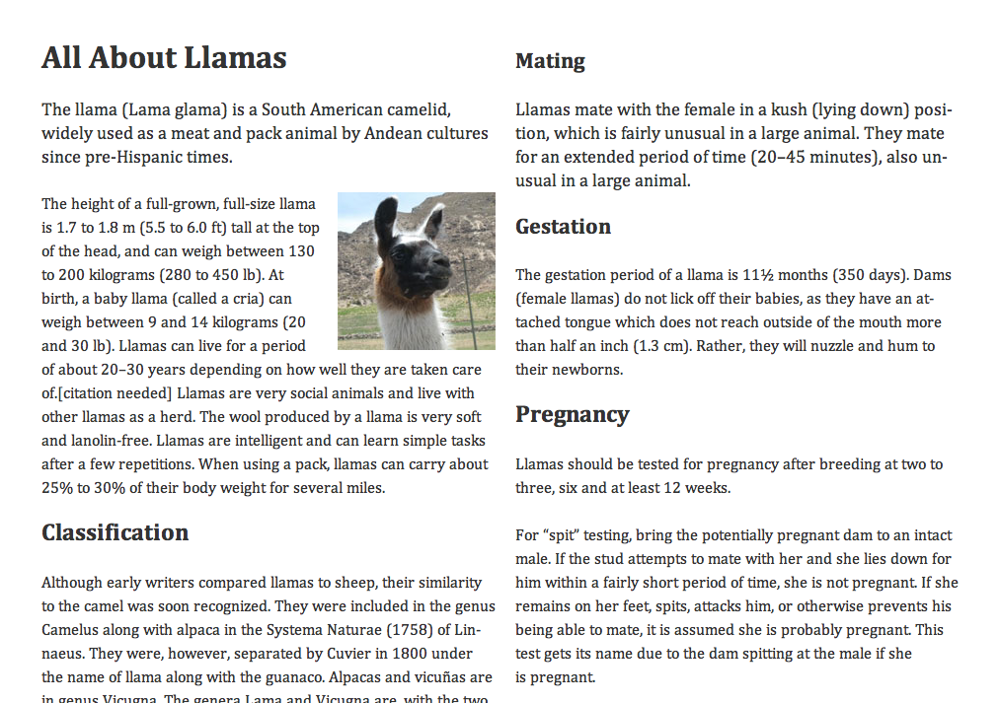 All About Llamas
The llama (Lama glama) is a South American camelid,
widely used as a meat and pack animal by Andean cultures
since pre-Hispanic times.
The height of a full-grown, full-size llama
is 1.7 to 1.8 m (5.5 to 6.0 ft) tall at the top
of the head, and can weigh between 130
to 200 kilograms (280 to 450 lb). At
birth, a baby llama (called a cria) can
weigh between 9 and 14 kilograms (20
and 30 lb). Llamas can live for a period
of about 20–30 years depending on how well they are taken care
of.[citation needed] Llamas are very social animals and live with
other llamas as a herd. The wool produced by a llama is very soft
and lanolin-free. Llamas are intelligent and can learn simple tasks
after a few repetitions. When using a pack, llamas can carry about
25% to 30% of their body weight for several miles.
Classification
Although early writers compared llamas to sheep, their similarity
to the camel was soon recognized. They were included in the genus
Camelus along with alpaca in the Systema Naturae (1758) of Lin-
naeus. They were, however, separated by Cuvier in 1800 under
the name of llama along with the guanaco. Alpacas and vicuñas are
in genus Vicugna. The genera Lama and Vicugna are, with the two
Mating
Llamas mate with the female in a kush (lying down) posi-
tion, which is fairly unusual in a large animal. They mate
for an extended period of time (20–45 minutes), also un-
usual in a large animal.
Gestation
The gestation period of a llama is 11½ months (350 days). Dams
(female llamas) do not lick off their babies, as they have an at-
tached tongue which does not reach outside of the mouth more
than half an inch (1.3 cm). Rather, they will nuzzle and hum to
their newborns.
Pregnancy
Llamas should be tested for pregnancy after breeding at two to
three, six and at least 12 weeks.
For “spit” testing, bring the potentially pregnant dam to an intact
male. If the stud attempts to mate with her and she lies down for
him within a fairly short period of time, she is not pregnant. If she
remains on her feet, spits, attacks him, or otherwise prevents his
being able to mate, it is assumed she is probably pregnant. This
test gets its name due to the dam spitting at the male if she
is pregnant.